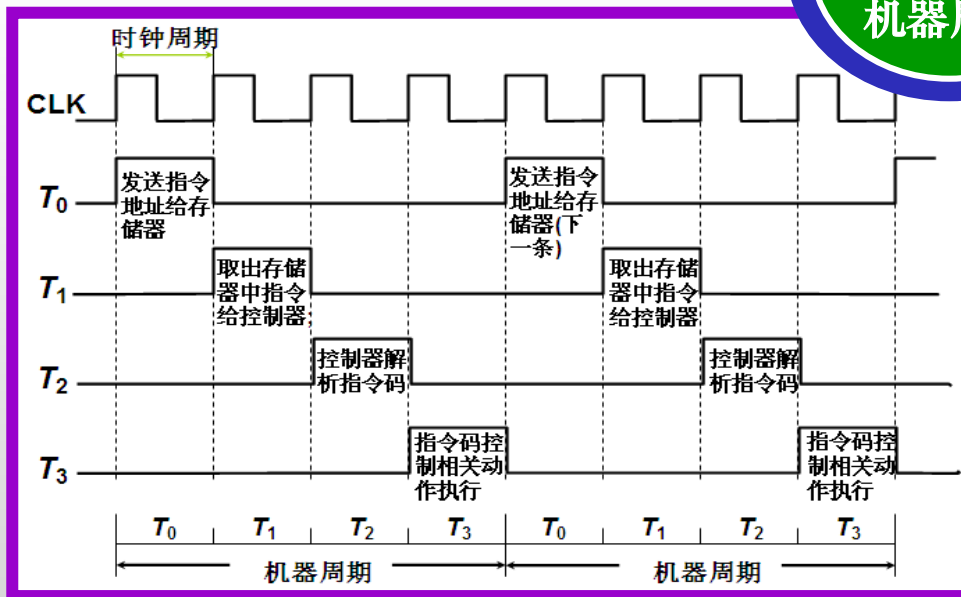 机器
时钟周期
CLK
T0
发送指令
地址给存
储器
发送指令
地址给存
储器(下
一条)
T1
取出存储
器中指令
给控制器
取出存储
器中指令
给控制器
T2
控制器解
析指令码
控制器解
析指令码
T3
指令码控
制相关动
作执行
指令码控
制相关动
作执行
T0 T1 T2 T3 T0 T1 T2 T3
机器周期 机器周期